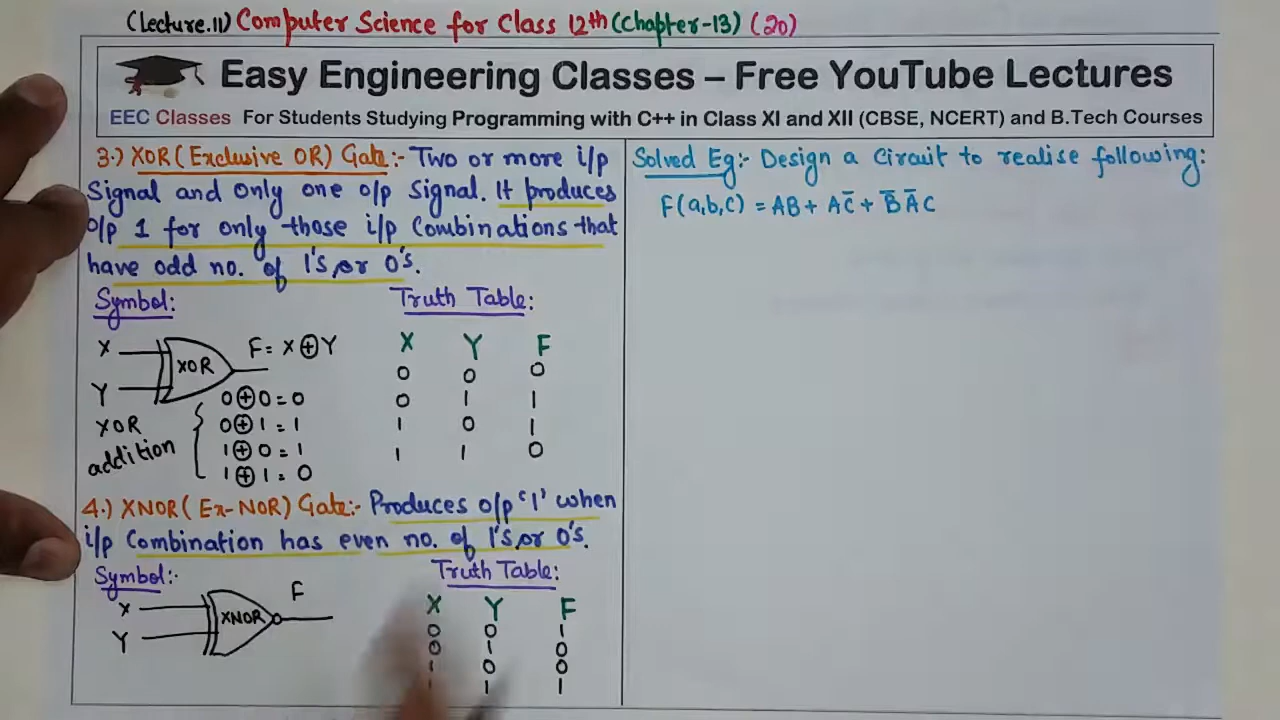 (Lecture.11) Computer Science for Class 12th (Chapter-13) (20)
Easy Engineering Classes – Free YouTube Lectures
EEC Classes For Students Studying Programming with C++ in Class XI and XII (CBSE, NCERT) and B.Tech Courses
3.) XOR (Exclusive OR) Gate:- Two or more i/p
Signal and only one o/p Signal. It produces
o/p 1 for only those i/p Combinations that
have odd no. of 1's or 0's.
Symbol:
X
Y
XOR
F = X ⊕ Y
XOR
addition
0 ⊕ 0 = 0
0 ⊕ 1 = 1
1 ⊕ 0 = 1
1 ⊕ 1 = 0
Truth Table:
X Y F
0 0 0
0 1 1
1 0 1
1 1 0
4.) XNOR (Ex-NOR) Gate:- Produces o/p '1' when
i/p Combination has even no. of 1's or 0's.
Symbol:-
X
Y
XNOR
F
Truth Table:
X Y F
0 0 1
0 1 0
1 0 0
1 1 1
Solved Eg:- Design a Circuit to realise following:
F(a,b,c) = AB + AC̅ + B̅ A̅ C